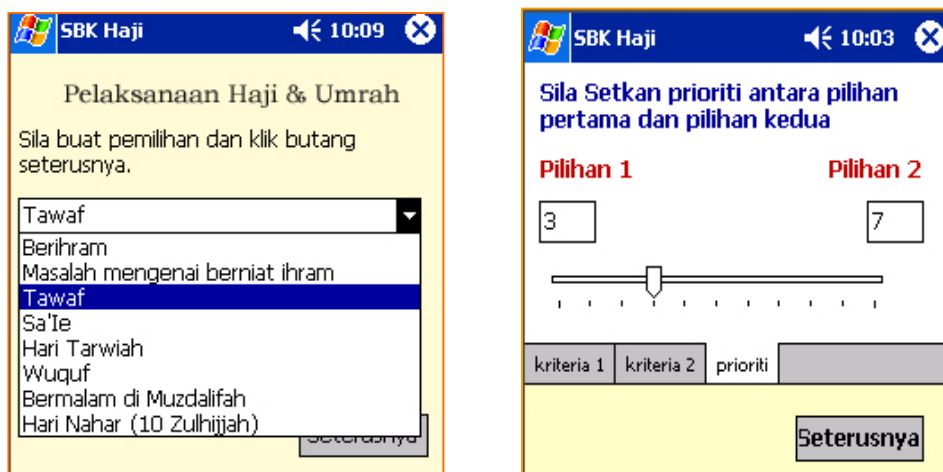 SBK Haji 10:09
Pelaksanaan Haji & Umrah
Sila buat pemilihan dan klik butang
seterusnya.
Tawaf
Berihram
Masalah mengenai berniat ihram
Tawaf
Sa'Ie
Hari Tarwiah
Wuquf
Bermalam di Muzdalifah
Hari Nahar (10 Zulhijjah)
Seterusnya
SBK Haji 10:03
Sila Setkan prioriti antara pilihan
pertama dan pilihan kedua
Pilihan 1 Pilihan 2
3 7
kriteria 1 kriteria 2 prioriti
Seterusnya